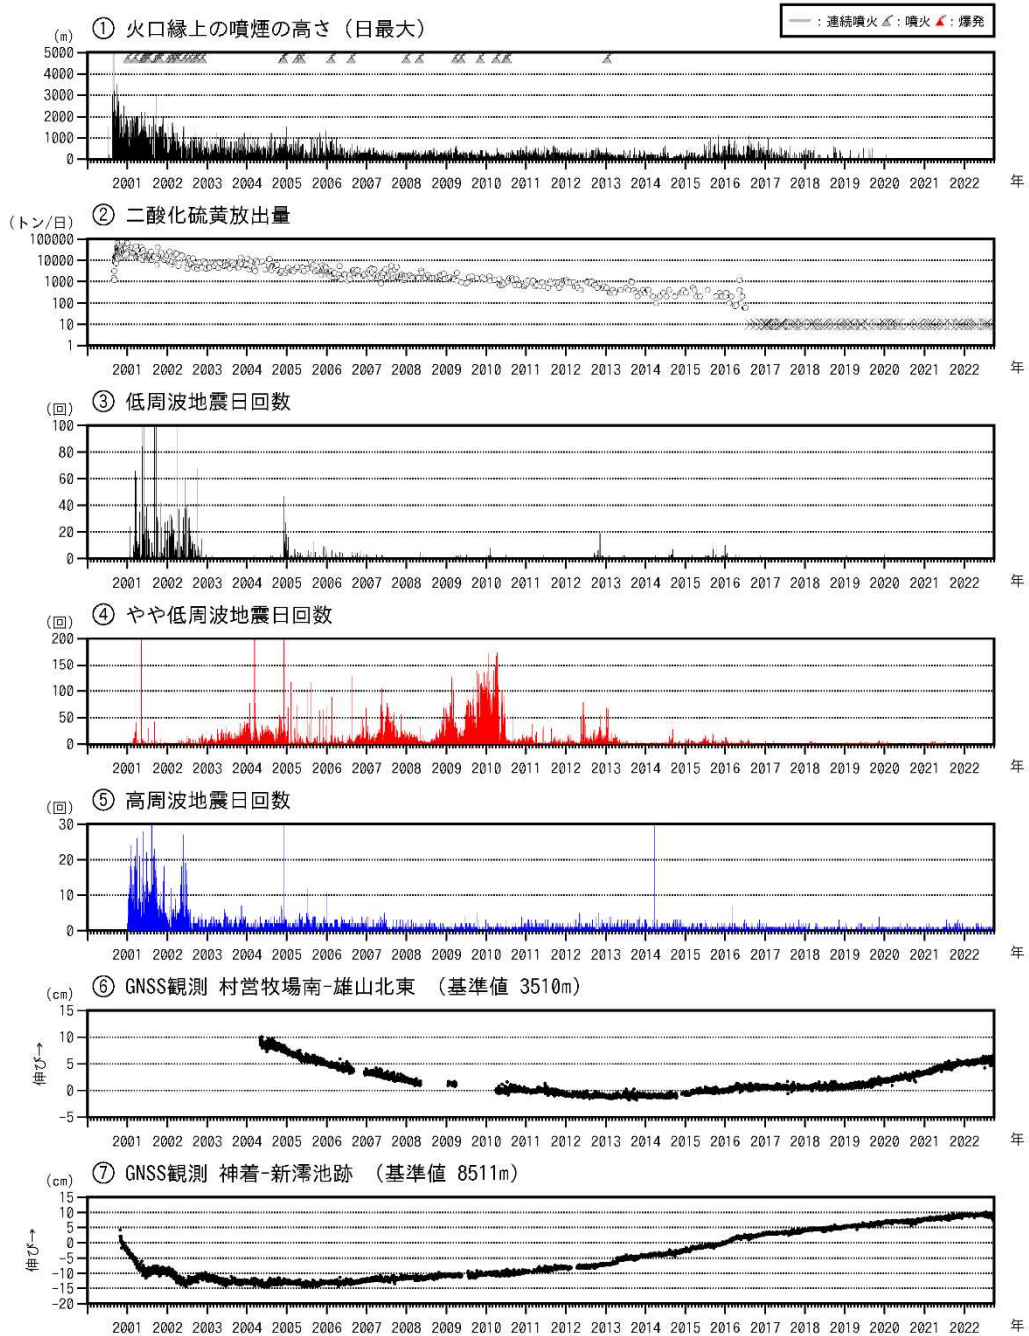 ― : 連続噴火 : 噴火 : 爆発
(m) ① 火口縁上の噴煙の高さ（日最大）
5000
4000
3000
2000
1000
0
2001 2002 2003 2004 2005 2006 2007 2008 2009 2010 2011 2012 2013 2014 2015 2016 2017 2018 2019 2020 2021 2022 年
(トン/日) ② 二酸化硫黄放出量
100000
10000
1000
100
10
1
2001 2002 2003 2004 2005 2006 2007 2008 2009 2010 2011 2012 2013 2014 2015 2016 2017 2018 2019 2020 2021 2022 年
(回) ③ 低周波地震日回数
100
80
60
40
20
0
2001 2002 2003 2004 2005 2006 2007 2008 2009 2010 2011 2012 2013 2014 2015 2016 2017 2018 2019 2020 2021 2022 年
(回) ④ やや低周波地震日回数
200
150
100
50
0
2001 2002 2003 2004 2005 2006 2007 2008 2009 2010 2011 2012 2013 2014 2015 2016 2017 2018 2019 2020 2021 2022 年
(回) ⑤ 高周波地震日回数
30
20
10
0
2001 2002 2003 2004 2005 2006 2007 2008 2009 2010 2011 2012 2013 2014 2015 2016 2017 2018 2019 2020 2021 2022 年
(cm) ⑥ GNSS観測 村営牧場南-雄山北東 （基準値 3510m）
15
10
5
0
-5
伸び→
2001 2002 2003 2004 2005 2006 2007 2008 2009 2010 2011 2012 2013 2014 2015 2016 2017 2018 2019 2020 2021 2022 年
(cm) ⑦ GNSS観測 神着-新澪池跡 （基準値 8511m）
15
10
5
0
-5
-10
-15
-20
伸び→
2001 2002 2003 2004 2005 2006 2007 2008 2009 2010 2011 2012 2013 2014 2015 2016 2017 2018 2019 2020 2021 2022 年